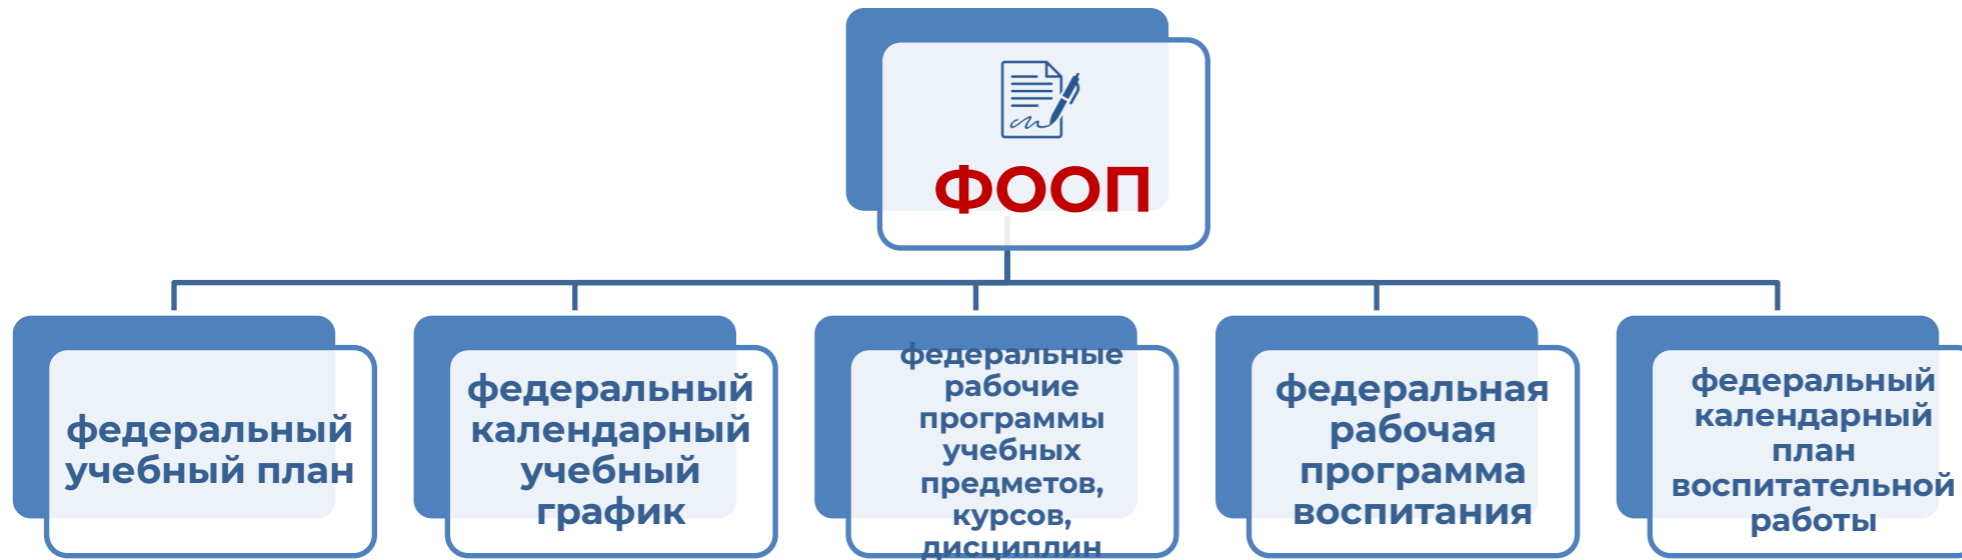 ФООП
федеральный
учебный план
федеральный
календарный
учебный
график
федеральные
рабочие
программы
учебных
предметов,
курсов,
дисциплин
федеральная
рабочая
программа
воспитания
федеральный
календарный
план
воспитательной
работы